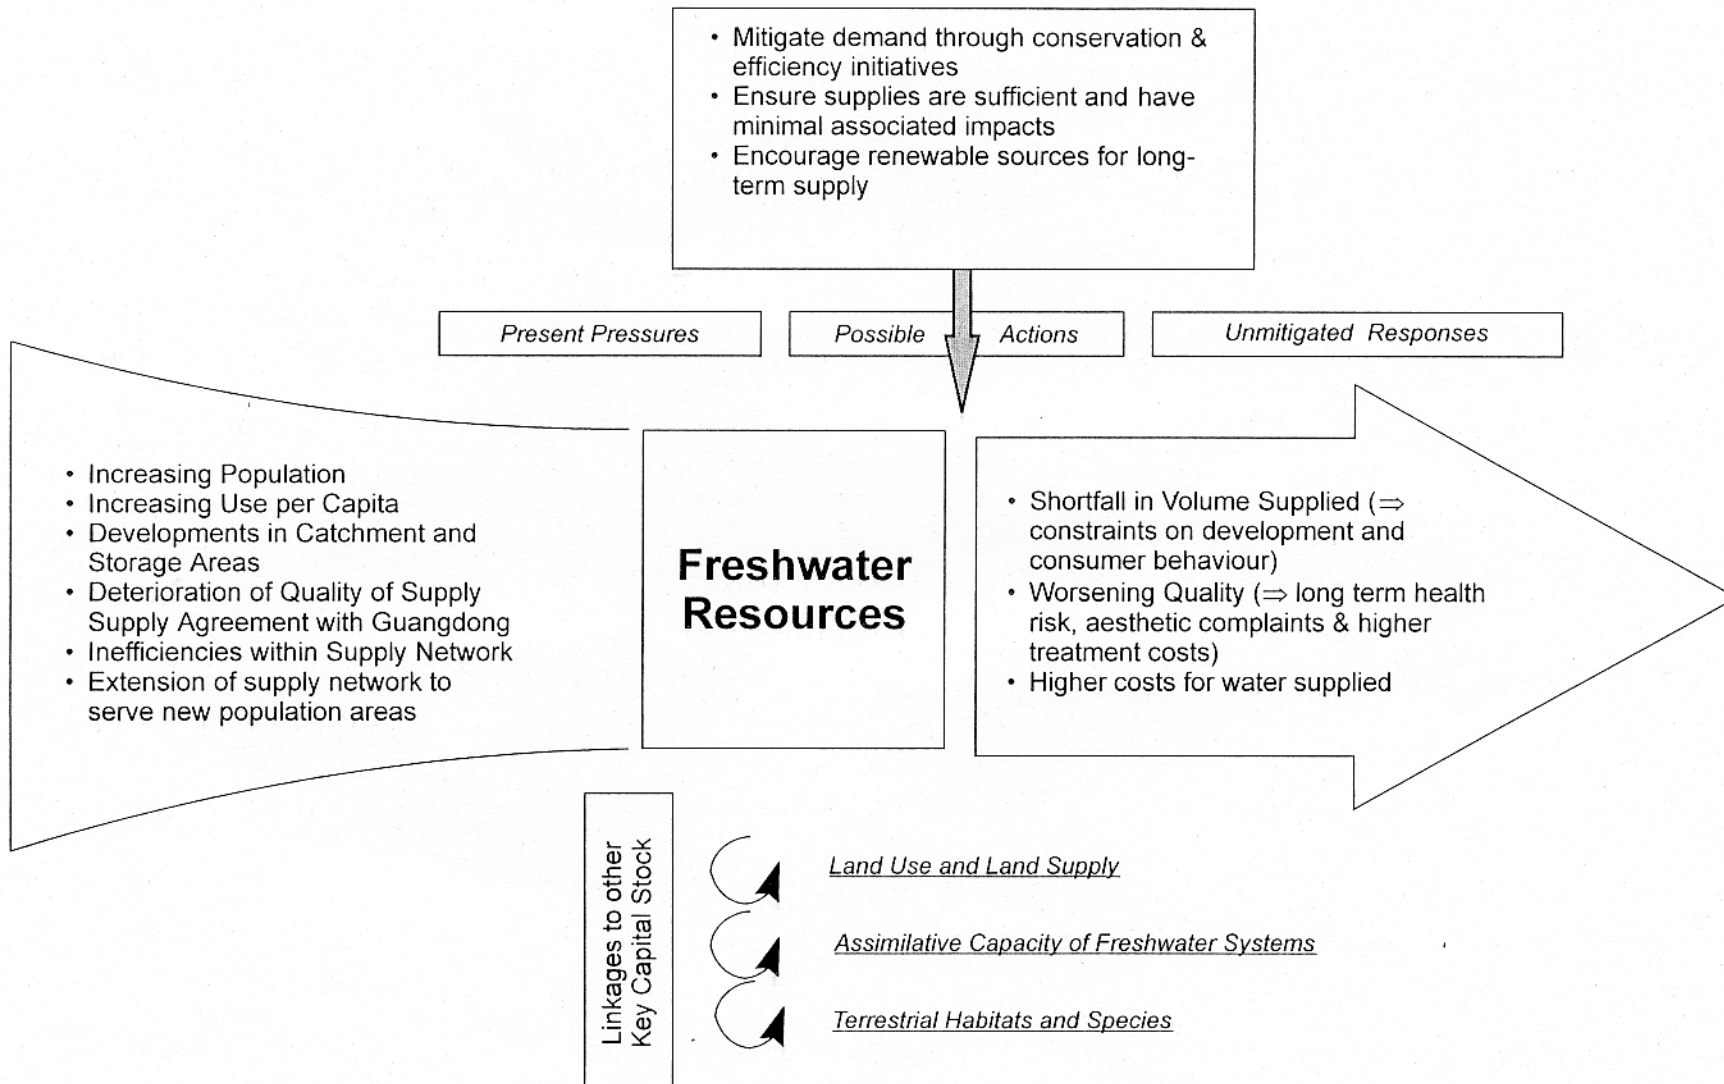 • Mitigate demand through conservation &
efficiency initiatives
• Ensure supplies are sufficient and have
minimal associated impacts
• Encourage renewable sources for long-
term supply
Present Pressures
Possible Actions
Unmitigated Responses
• Increasing Population
• Increasing Use per Capita
• Developments in Catchment and
Storage Areas
• Deterioration of Quality of Supply
Supply Agreement with Guangdong
• Inefficiencies within Supply Network
• Extension of supply network to
serve new population areas
Freshwater
Resources
• Shortfall in Volume Supplied (⇒
constraints on development and
consumer behaviour)
• Worsening Quality (⇒ long term health
risk, aesthetic complaints & higher
treatment costs)
• Higher costs for water supplied
Linkages to other
Key Capital Stock
Land Use and Land Supply
Assimilative Capacity of Freshwater Systems
Terrestrial Habitats and Species